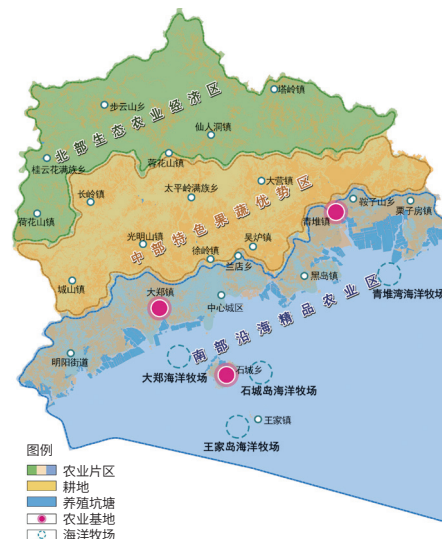 塔岭镇
步云山乡
北部生态农业经济区
仙人洞镇
蓉花山镇
桂云花满族乡
大营镇
太平岭满族乡
长岭镇
鞍子山乡
栗子房镇
荷花山镇
青堆镇
中部特色果蔬优势区
光明山镇
吴炉镇
徐岭镇
兰店乡
黑岛镇
城山镇
大郑镇
中心城区
青堆湾海洋牧场
南部沿海精品农业区
明阳街道
大郑海洋牧场
石城乡
石城岛海洋牧场
王家镇
王家岛海洋牧场
图例
农业片区
耕地
养殖坑塘
农业基地
海洋牧场